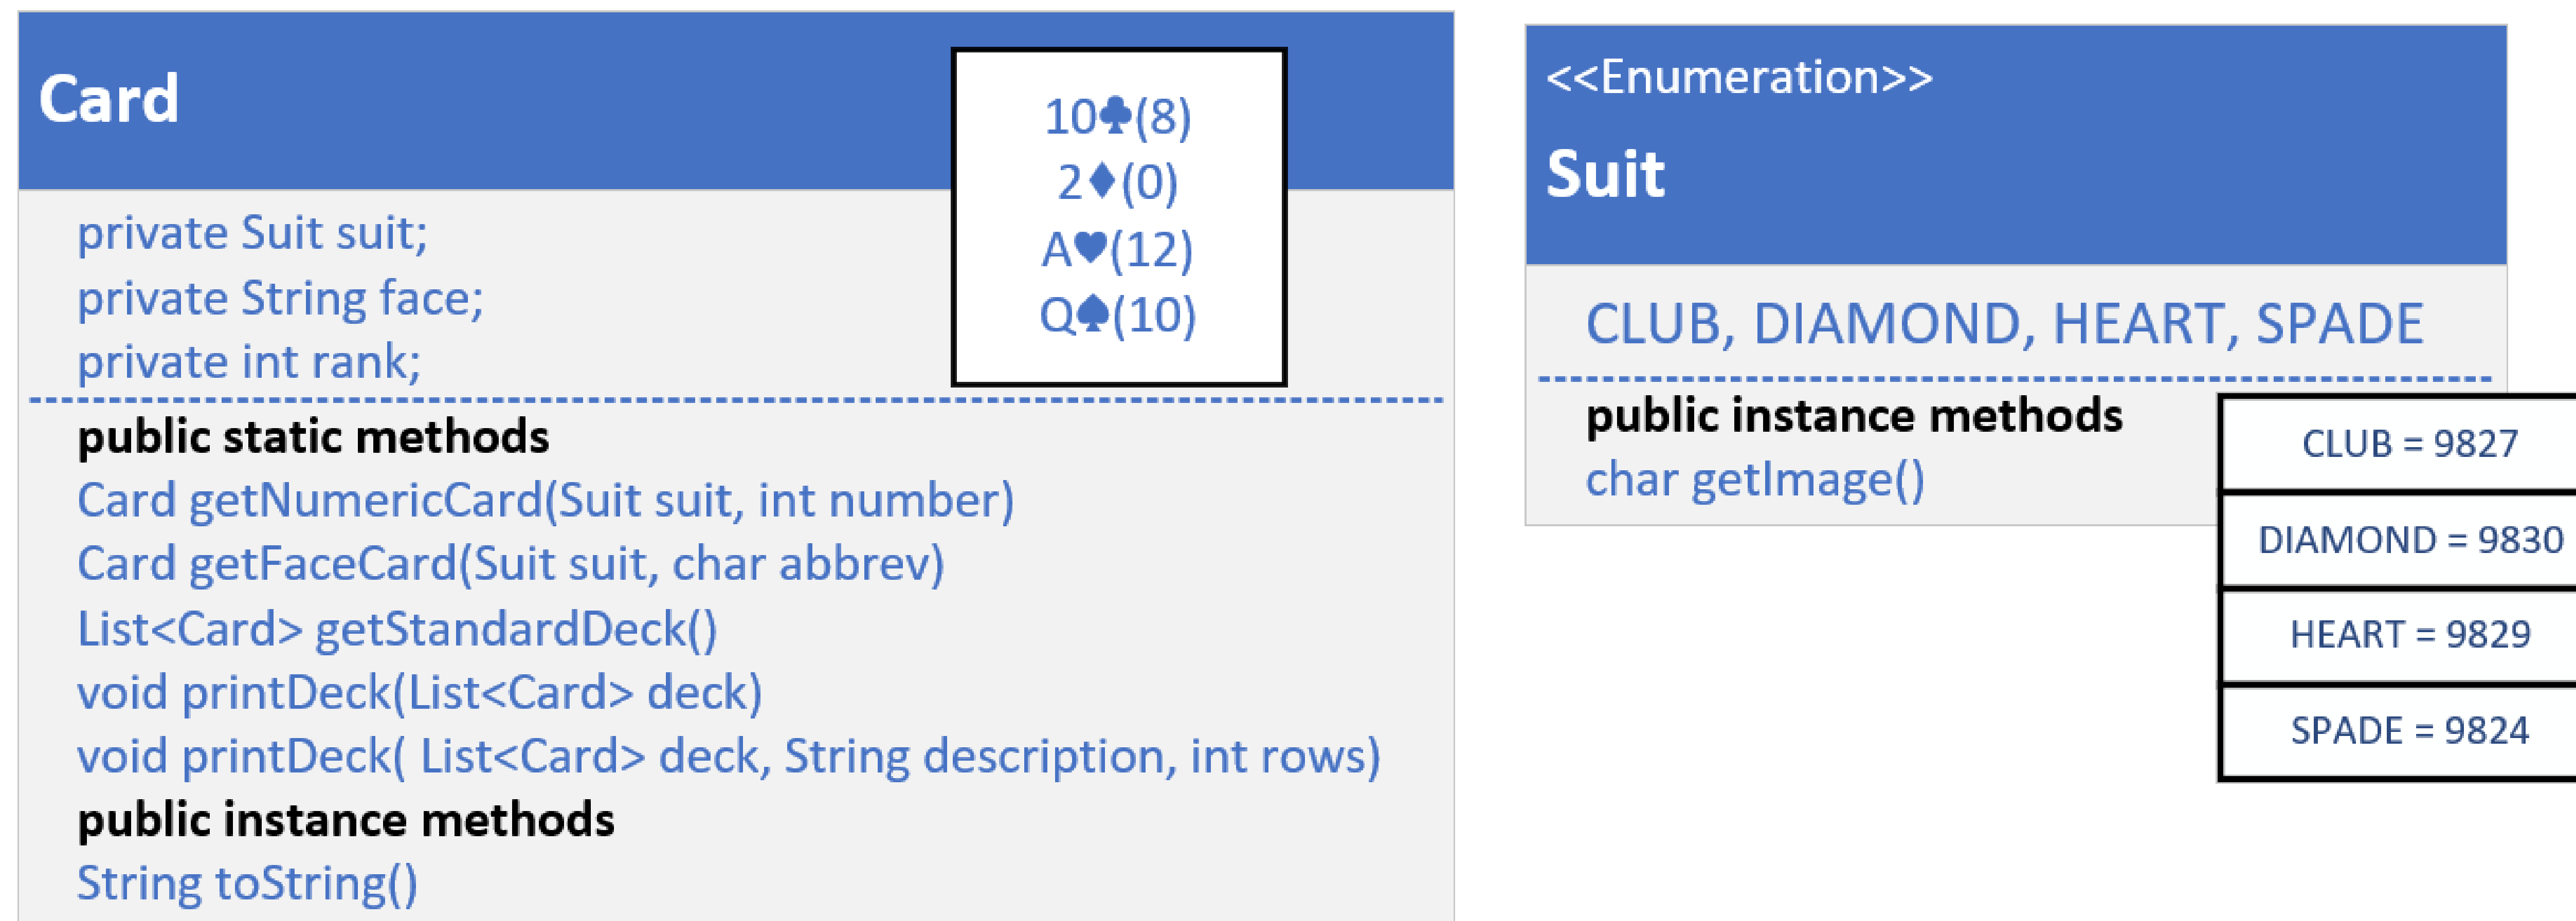 Card
10♣(8)
2♦(0)
A♥(12)
Q♠(10)
private Suit suit;
private String face;
private int rank;
public static methods
Card getNumericCard(Suit suit, int number)
Card getFaceCard(Suit suit, char abbrev)
List<Card> getStandardDeck()
void printDeck(List<Card> deck)
void printDeck( List<Card> deck, String description, int rows)
public instance methods
String toString()
<<Enumeration>>
Suit
CLUB, DIAMOND, HEART, SPADE
public instance methods
char getImage()
CLUB = 9827
DIAMOND = 9830
HEART = 9829
SPADE = 9824